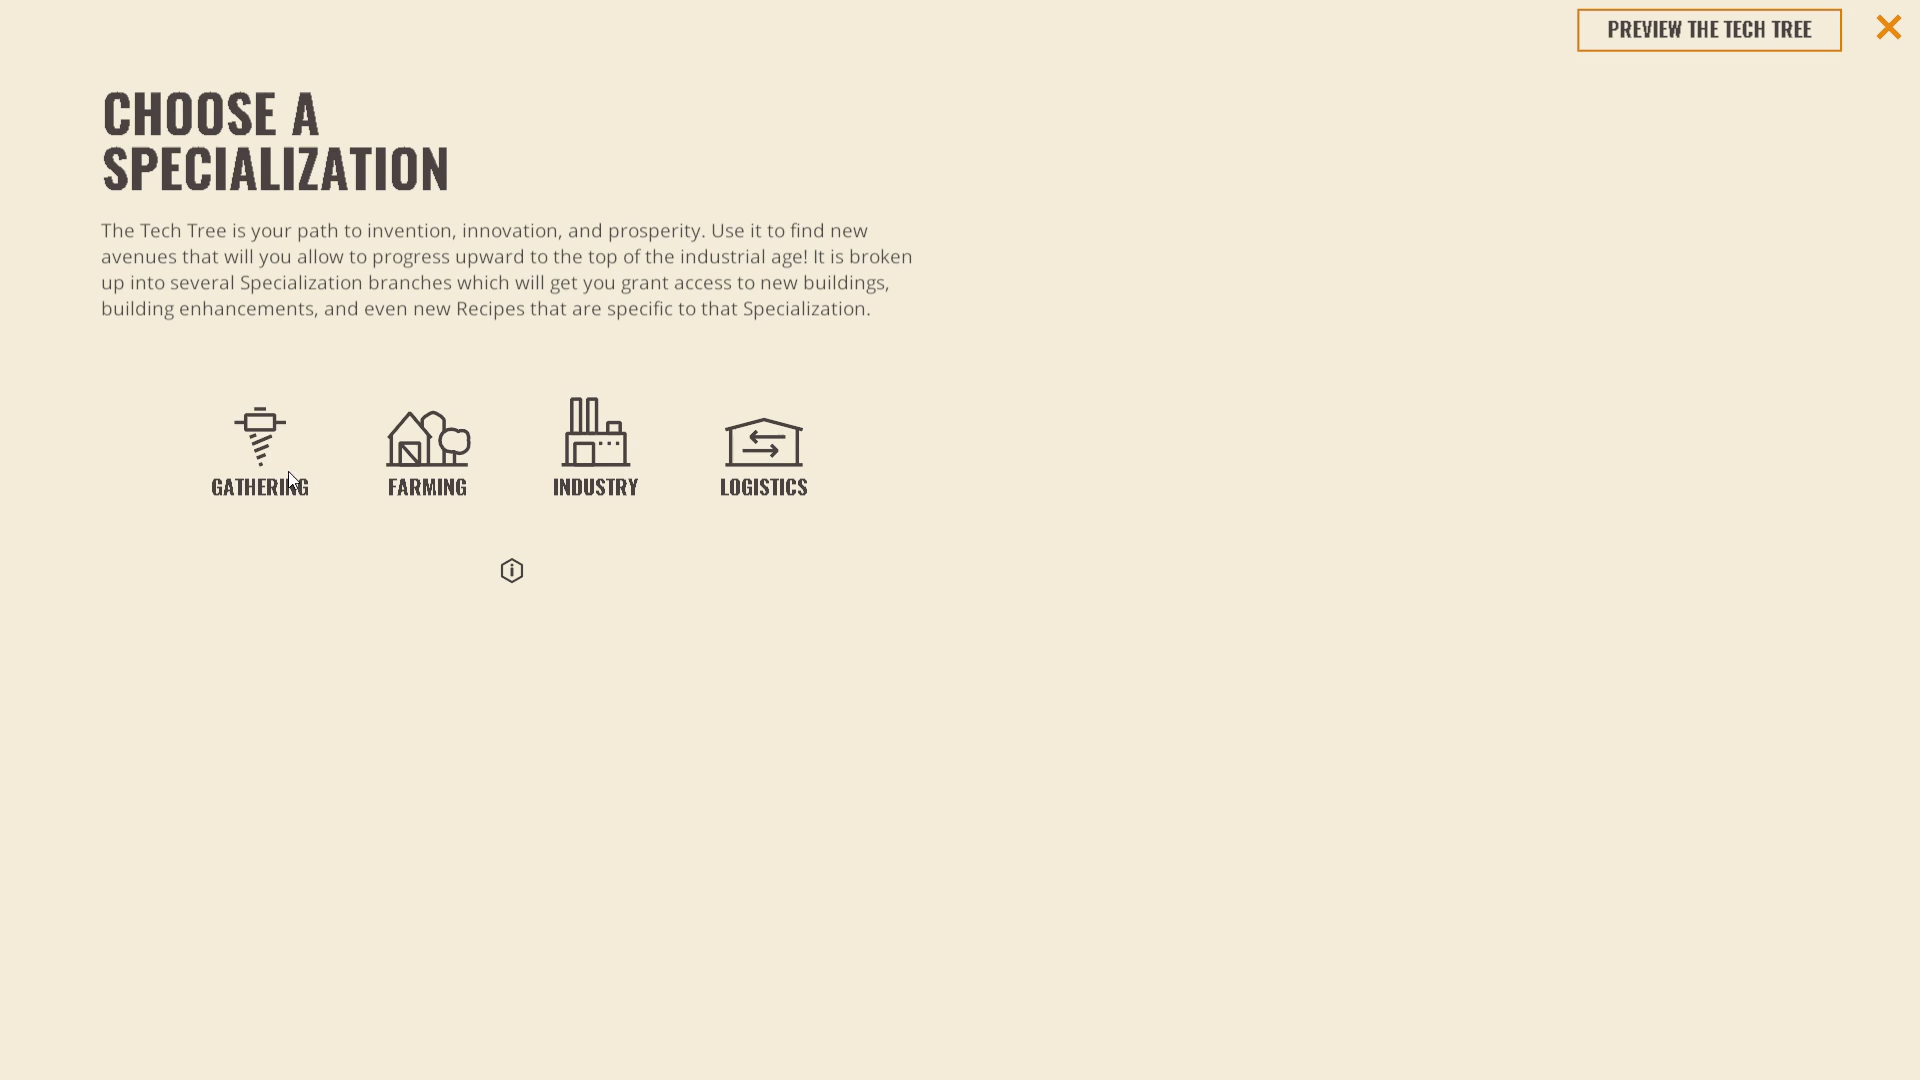 PREVIEW THE TECH TREE
CHOOSE A
SPECIALIZATION
The Tech Tree is your path to invention, innovation, and prosperity. Use it to find new
avenues that will you allow to progress upward to the top of the industrial age! It is broken
up into several Specialization branches which will get you grant access to new buildings,
building enhancements, and even new Recipes that are specific to that Specialization.
GATHERING
FARMING
INDUSTRY
LOGISTICS